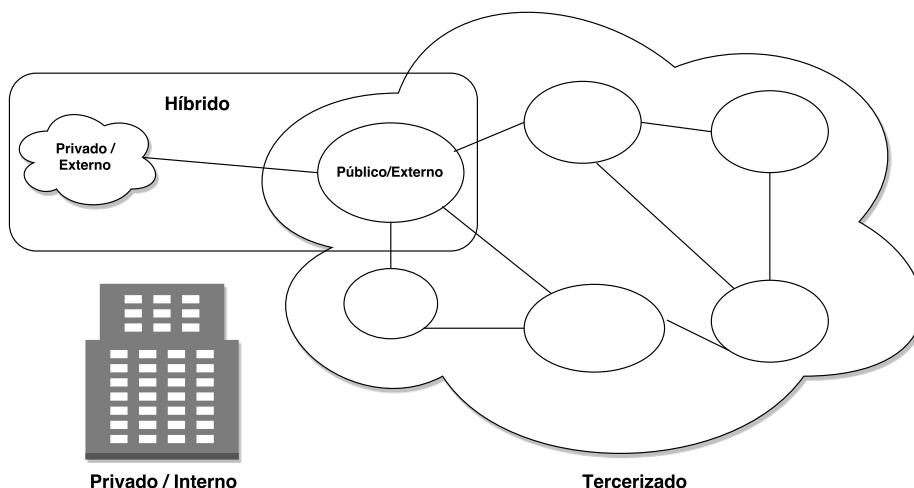 Híbrido
Privado /
Externo
Público/Externo
Privado / Interno
Tercerizado